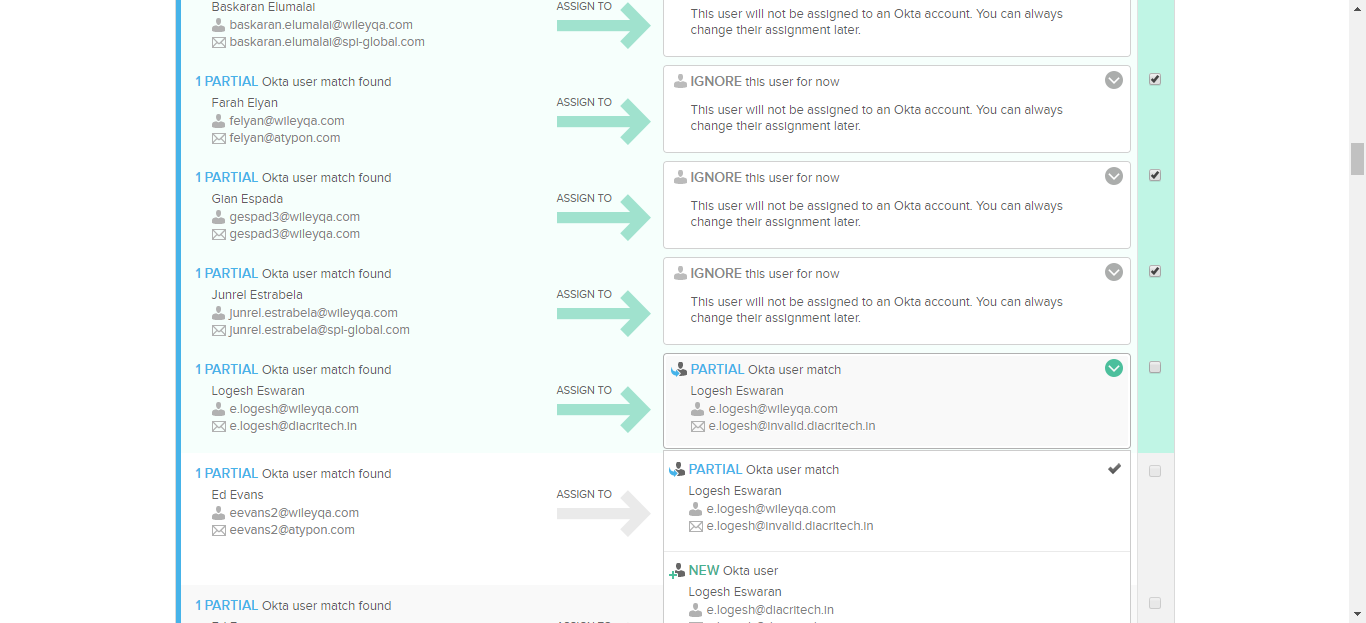 Baskaran Elumalai
baskaran.elumalai@wileyqa.com
baskaran.elumalai@spi-global.com
ASSIGN TO
This user will not be assigned to an Okta account. You can always
change their assignment later.
1 PARTIAL Okta user match found
Farah Elyan
felyan@wileyqa.com
felyan@atypon.com
ASSIGN TO
IGNORE this user for now
This user will not be assigned to an Okta account. You can always
change their assignment later.
1 PARTIAL Okta user match found
Gian Espada
gespad3@wileyqa.com
gespad3@wileyqa.com
ASSIGN TO
IGNORE this user for now
This user will not be assigned to an Okta account. You can always
change their assignment later.
1 PARTIAL Okta user match found
Junrel Estrabela
junrel.estrabela@wileyqa.com
junrel.estrabela@spi-global.com
ASSIGN TO
IGNORE this user for now
This user will not be assigned to an Okta account. You can always
change their assignment later.
1 PARTIAL Okta user match found
Logesh Eswaran
e.logesh@wileyqa.com
e.logesh@diacritech.in
ASSIGN TO
PARTIAL Okta user match
Logesh Eswaran
e.logesh@wileyqa.com
e.logesh@invalid.diacritech.in
1 PARTIAL Okta user match found
Ed Evans
eevans2@wileyqa.com
eevans2@atypon.com
ASSIGN TO
PARTIAL Okta user match
Logesh Eswaran
e.logesh@wileyqa.com
e.logesh@invalid.diacritech.in
NEW Okta user
Logesh Eswaran
e.logesh@diacritech.in
1 PARTIAL Okta user match found